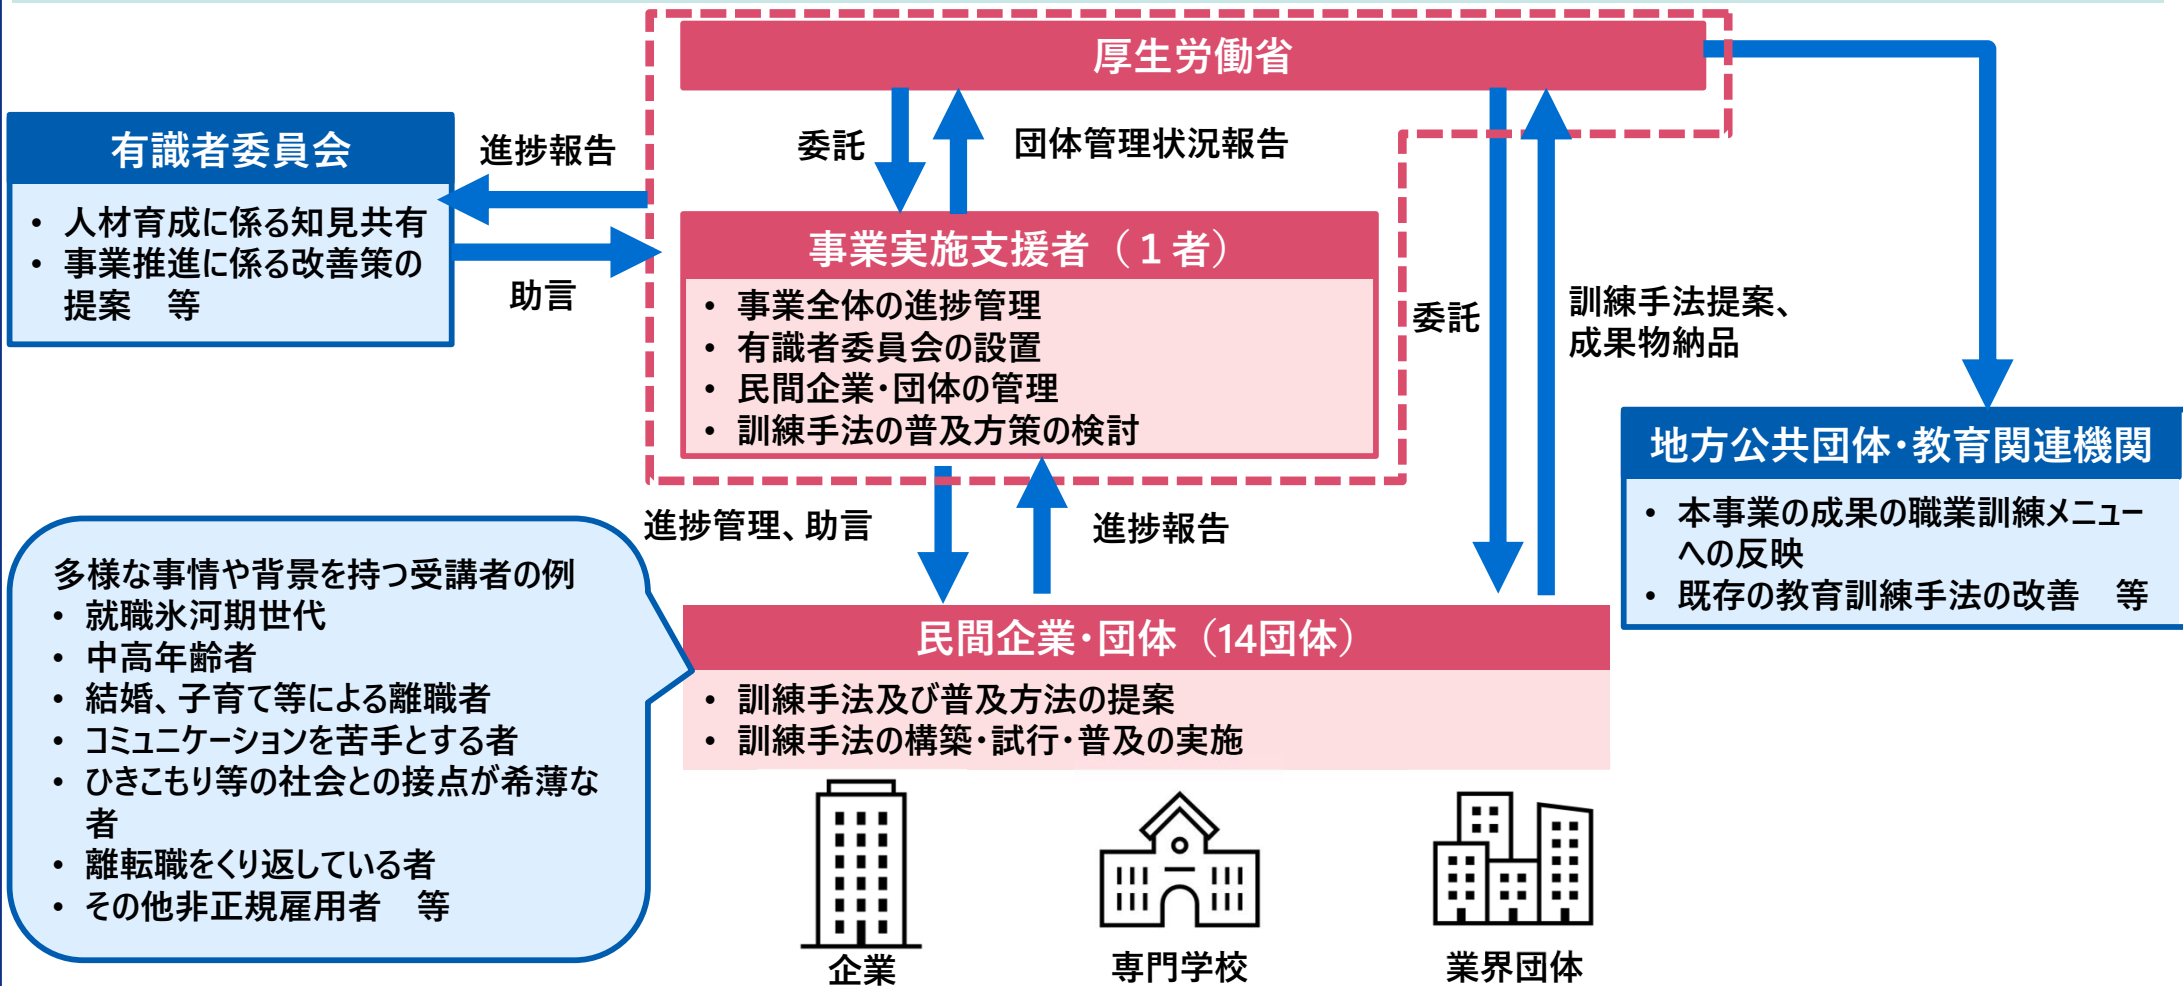 厚生労働省
有識者委員会
・ 人材育成に係る知見共有
・ 事業推進に係る改善策の
提案　等
進捗報告
助言
委託
団体管理状況報告
事業実施支援者（１者）
・ 事業全体の進捗管理
・ 有識者委員会の設置
・ 民間企業・団体の管理
・ 訓練手法の普及方策の検討
委託
訓練手法提案、
成果物納品
地方公共団体・教育関連機関
・ 本事業の成果の職業訓練メニュー
への反映
・ 既存の教育訓練手法の改善　等
進捗管理、助言
進捗報告
多様な事情や背景を持つ受講者の例
・ 就職氷河期世代
・ 中高年齢者
・ 結婚、子育て等による離職者
・ コミュニケーションを苦手とする者
・ ひきこもり等の社会との接点が希薄な
者
・ 離転職をくり返している者
・ その他非正規雇用者　等
民間企業・団体（14団体）
・ 訓練手法及び普及方法の提案
・ 訓練手法の構築・試行・普及の実施
企業
専門学校
業界団体